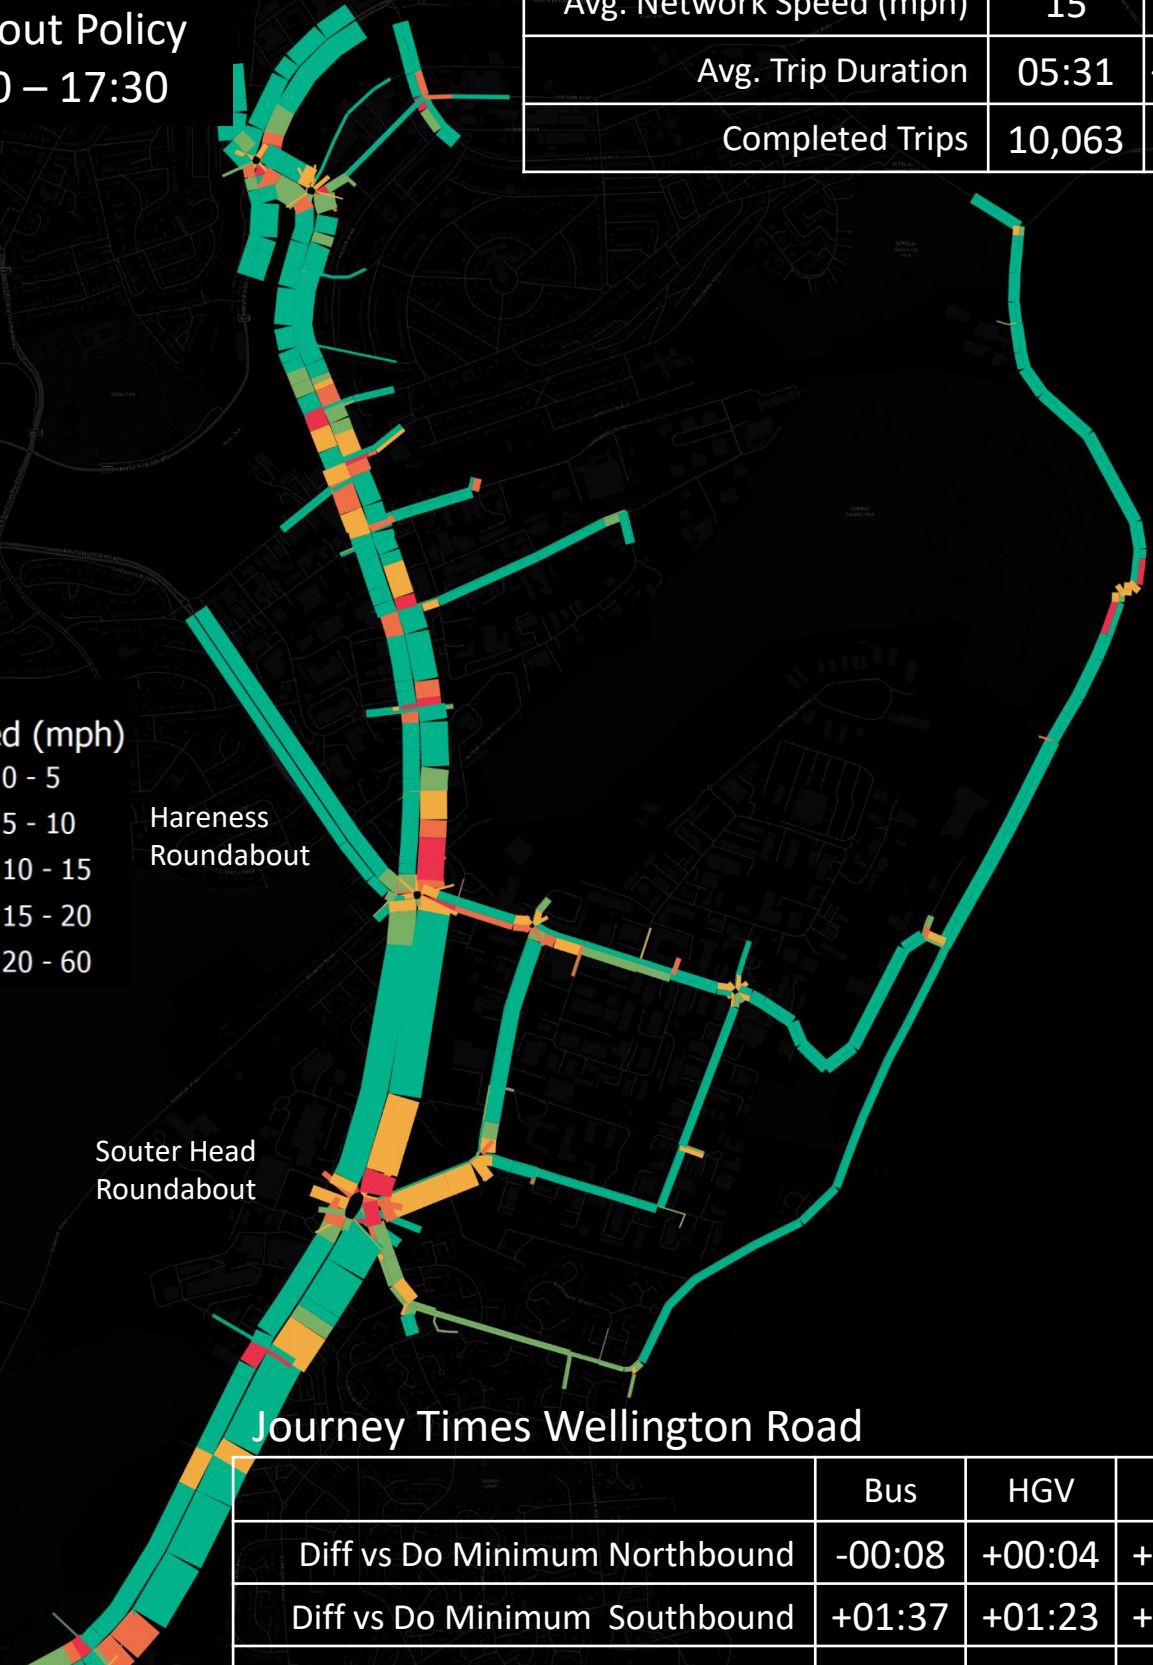 out Policy
0 – 17:30
Avg. Network Speed (mph) 15
Avg. Trip Duration 05:31
Completed Trips 10,063
ed (mph)
0 - 5
5 - 10
10 - 15
15 - 20
20 - 60
Hareness
Roundabout
Souter Head
Roundabout
Journey Times Wellington Road
Bus HGV
Diff vs Do Minimum Northbound -00:08 +00:04 +
Diff vs Do Minimum Southbound +01:37 +01:23 +